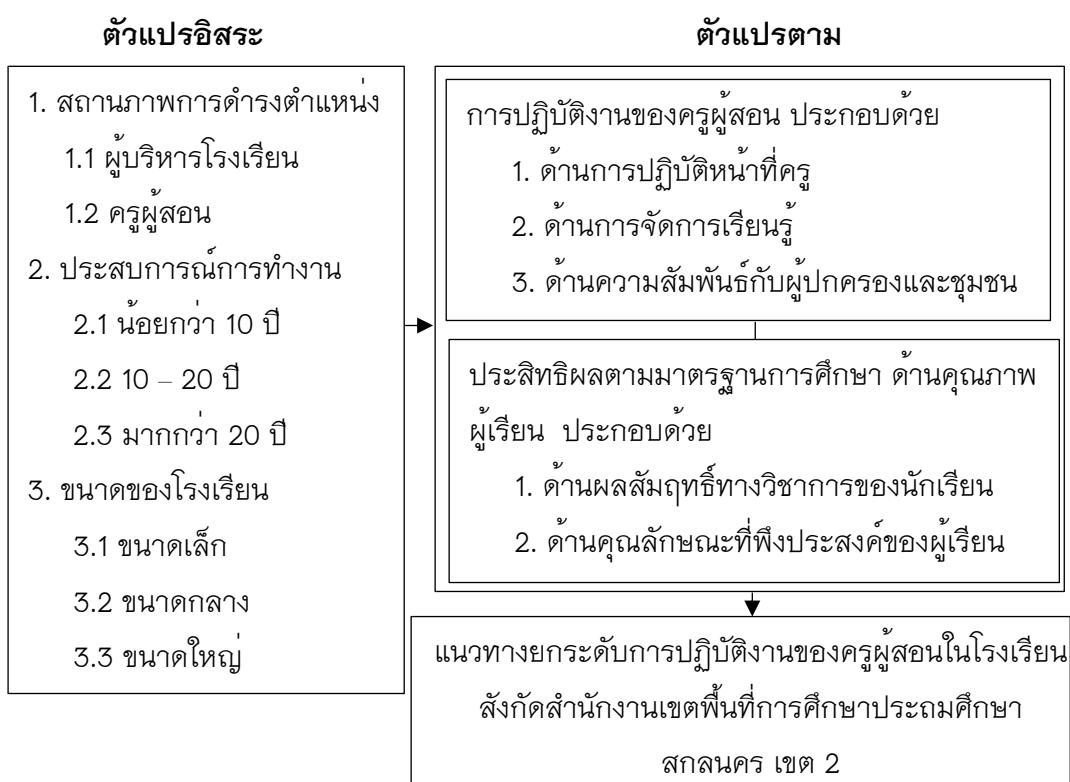 ตัวแปรอิสระ
1. สถานภาพการดำรงตำแหน่ง
1.1 ผู้บริหารโรงเรียน
1.2 ครูผู้สอน
2. ประสบการณ์การทำงาน
2.1 น้อยกว่า 10 ปี
2.2 10 – 20 ปี
2.3 มากกว่า 20 ปี
3. ขนาดของโรงเรียน
3.1 ขนาดเล็ก
3.2 ขนาดกลาง
3.3 ขนาดใหญ่
ตัวแปรตาม
การปฏิบัติงานของครูผู้สอน ประกอบด้วย
1. ด้านการปฏิบัติหน้าที่ครู
2. ด้านการจัดการเรียนรู้
3. ด้านความสัมพันธ์กับผู้ปกครองและชุมชน
ประสิทธิผลตามมาตรฐานการศึกษา ด้านคุณภาพ
ผู้เรียน ประกอบด้วย
1. ด้านผลสัมฤทธิ์ทางวิชาการของนักเรียน
2. ด้านคุณลักษณะที่พึงประสงค์ของผู้เรียน
แนวทางยกระดับการปฏิบัติงานของครูผู้สอนในโรงเรียน
สังกัดสำนักงานเขตพื้นที่การศึกษาประถมศึกษา
สกลนคร เขต 2